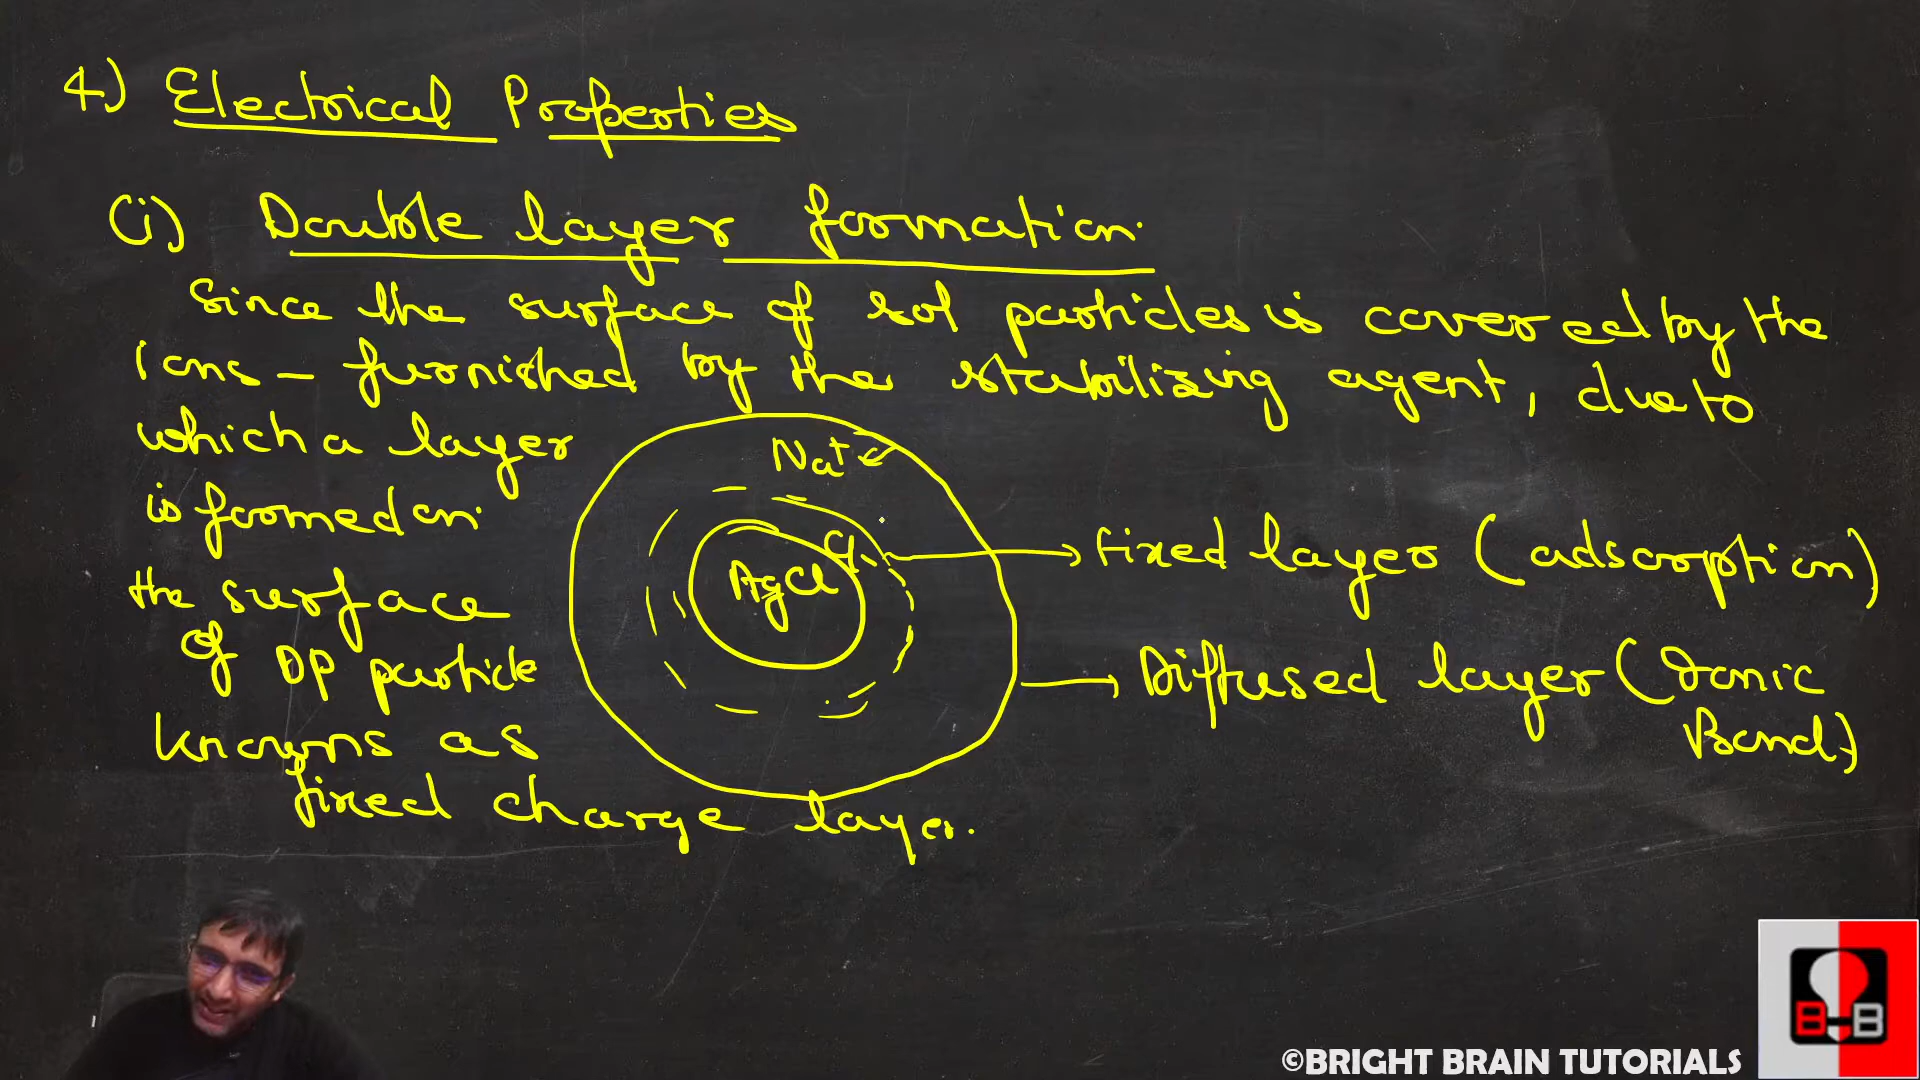 4) Electrical Properties
(i) Double layer formation.
Since the surface of sol particles is covered by the
ions - furnished by the stabilizing agent, due to
which a layer
is formed on
the surface
of DP particle
knowns as
fixed charge layer.
Na+
Cl-
AgCl
fixed layer (adsorption)
Diffused layer (Ionic
Bond)
B-B
©BRIGHT BRAIN TUTORIALS